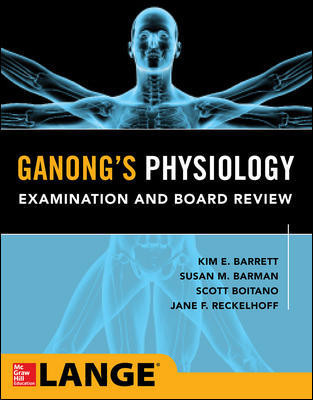 GANONG'S PHYSIOLOGY
EXAMINATION AND BOARD REVIEW
KIM E. BARRETT
SUSAN M. BARMAN
SCOTT BOITANO
JANE F. RECKELHOFF
Mc
Graw
Hill
Education
LANGE®